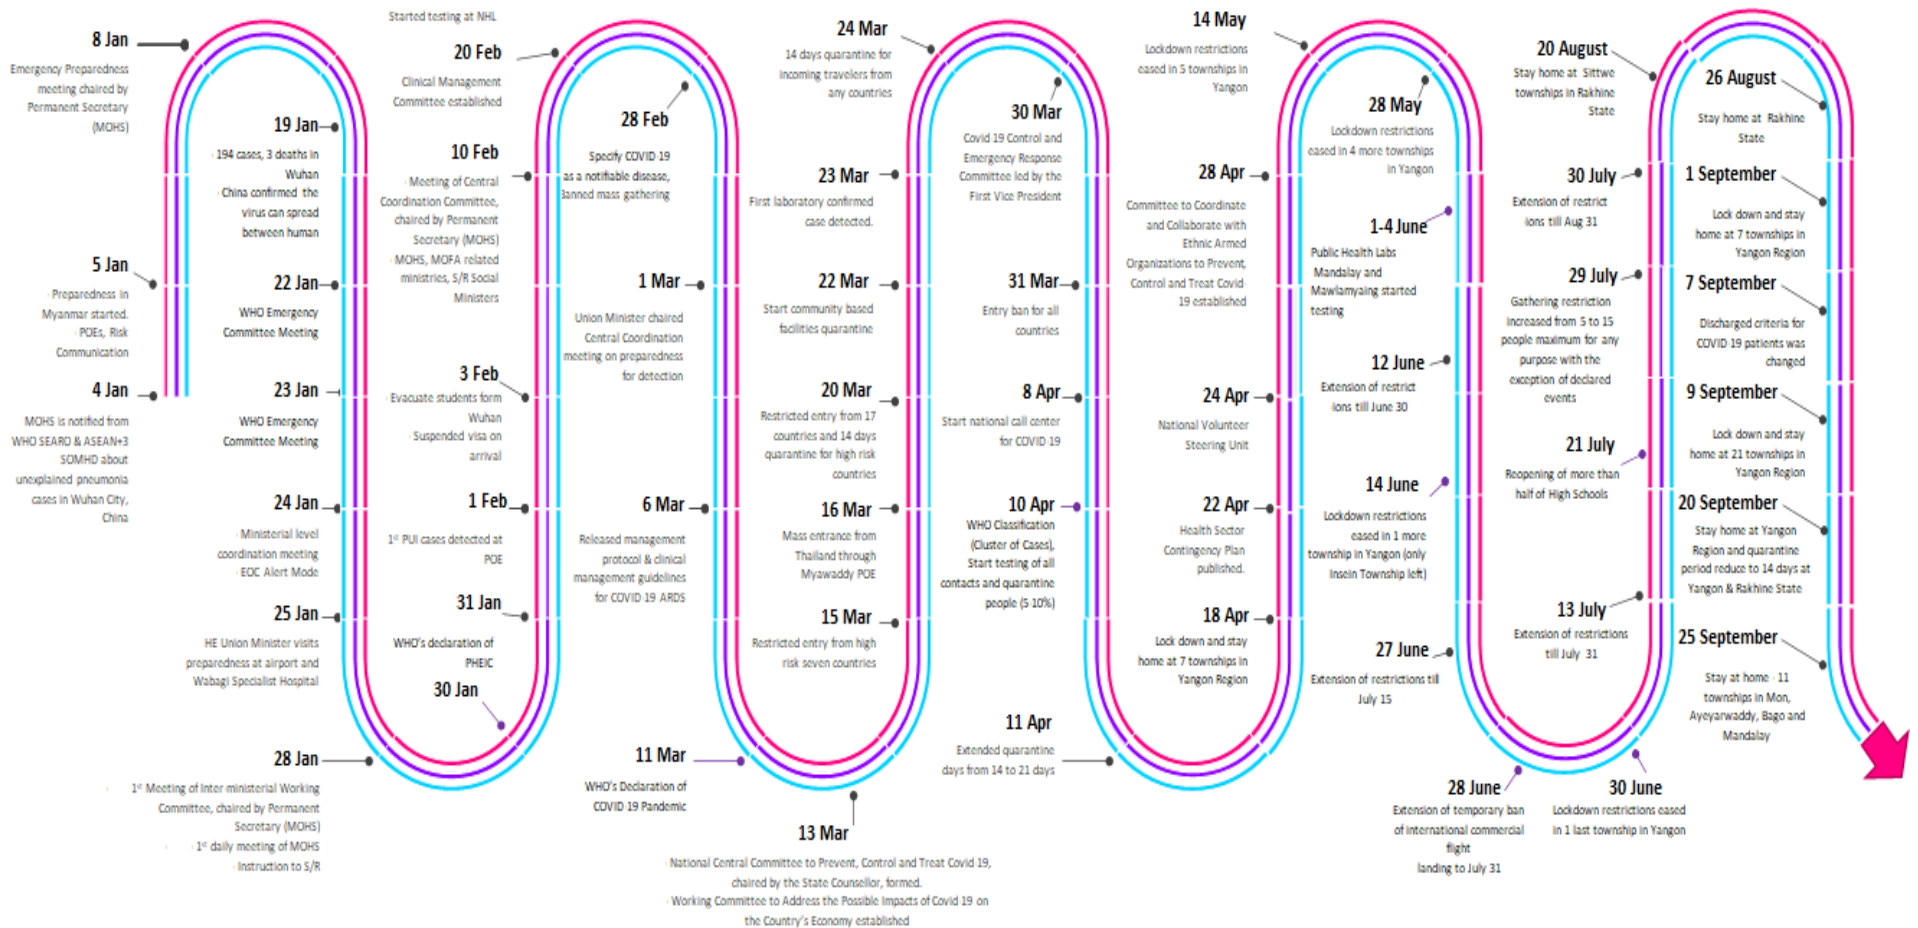 8 Jan
Emergency Preparedness
meeting chaired by
Permanent Secretary
(MOHS)
5 Jan
· Preparedness in
Myanmar started.
· POEs, Risk
Communication
4 Jan
MOHS is notified from
WHO SEARO & ASEAN+3
SOMHD about
unexplained pneumonia
cases in Wuhan City,
China
19 Jan
· 194 cases, 3 deaths in
Wuhan
· China confirmed the
virus can spread
between human
22 Jan
WHO Emergency
Committee Meeting
23 Jan
WHO Emergency
Committee Meeting
24 Jan
· Ministerial level
coordination meeting
· EOC Alert Mode
25 Jan
HE Union Minister visits
preparedness at airport and
Wabagi Specialist Hospital
28 Jan
· 1st Meeting of Inter ministerial Working
Committee, chaired by Permanent
Secretary (MOHS)
· 1st daily meeting of MOHS
· Instruction to S/R
Started testing at NHL
20 Feb
Clinical Management
Committee established
10 Feb
· Meeting of Central
Coordination Committee,
chaired by Permanent
Secretary (MOHS)
· MOHS, MOFA related
ministries, S/R Social
Ministers
3 Feb
· Evacuate students form
Wuhan
· Suspended visa on
arrival
1 Feb
1st PUI cases detected at
POE
31 Jan
WHO's declaration of
PHEIC
30 Jan
28 Feb
Specify COVID 19
as a notifiable disease,
Banned mass gathering
1 Mar
Union Minister chaired
Central Coordination
meeting on preparedness
for detection
6 Mar
Released management
protocol & clinical
management guidelines
for COVID 19 ARDS
11 Mar
WHO's Declaration of
COVID 19 Pandemic
13 Mar
· National Central Committee to Prevent, Control and Treat Covid 19,
chaired by the State Counsellor, formed.
· Working Committee to Address the Possible Impacts of Covid 19 on
the Country's Economy established
24 Mar
14 days quarantine for
incoming travelers from
any countries
23 Mar
First laboratory confirmed
case detected.
22 Mar
Start community based
facilities quarantine
20 Mar
Restricted entry from 17
countries and 14 days
quarantine for high risk
countries
16 Mar
Mass entrance from
Thailand through
Myawaddy POE
15 Mar
Restricted entry from high
risk seven countries
30 Mar
Covid-19 Control and
Emergency Response
Committee led by the
First Vice President
31 Mar
Entry ban for all
countries
8 Apr
Start national call center
for COVID 19
10 Apr
WHO Classification
(Cluster of Cases),
Start testing of all
contacts and quarantine
people (5-10%)
11 Apr
Extended quarantine
days from 14 to 21 days
14 May
Lockdown restrictions
eased in 5 townships in
Yangon
28 Apr
Committee to Coordinate
and Collaborate with
Ethnic Armed
Organizations to Prevent,
Control and Treat Covid-
19 established
24 Apr
National Volunteer
Steering Unit
22 Apr
Health Sector
Contingency Plan
published.
18 Apr
Lock down and stay
home at 7 townships in
Yangon Region
28 May
Lockdown restrictions
eased in 4 more townships
in Yangon
1-4 June
Public Health Labs
Mandalay and
Mawlamyaing started
testing
12 June
Extension of restrict
-ions till June 30
14 June
Lockdown restrictions
eased in 1 more
township in Yangon (only
Insein Township left)
27 June
Extension of restrictions till
July 15
28 June
Extension of temporary ban
of international commercial
flight
landing to July 31
30 June
Lockdown restrictions eased
in 1 last township in Yangon
20 August
Stay home at Sittwe
townships in Rakhine
State
30 July
Extension of restrict
-ions till Aug 31
29 July
Gathering restriction
increased from 5 to 15
people maximum for any
purpose with the
exception of declared
events
21 July
Reopening of more than
half of High Schools
13 July
Extension of restrictions
till July 31
26 August
Stay home at Rakhine
State
1 September
Lock down and stay
home at 7 townships in
Yangon Region
7 September
Discharged criteria for
COVID 19 patients was
changed
9 September
Lock down and stay
home at 21 townships in
Yangon Region
20 September
Stay home at Yangon
Region and quarantine
period reduce to 14 days at
Yangon & Rakhine State
25 September
Stay at home - 11
townships in Mon,
Ayeyarwaddy, Bago and
Mandalay